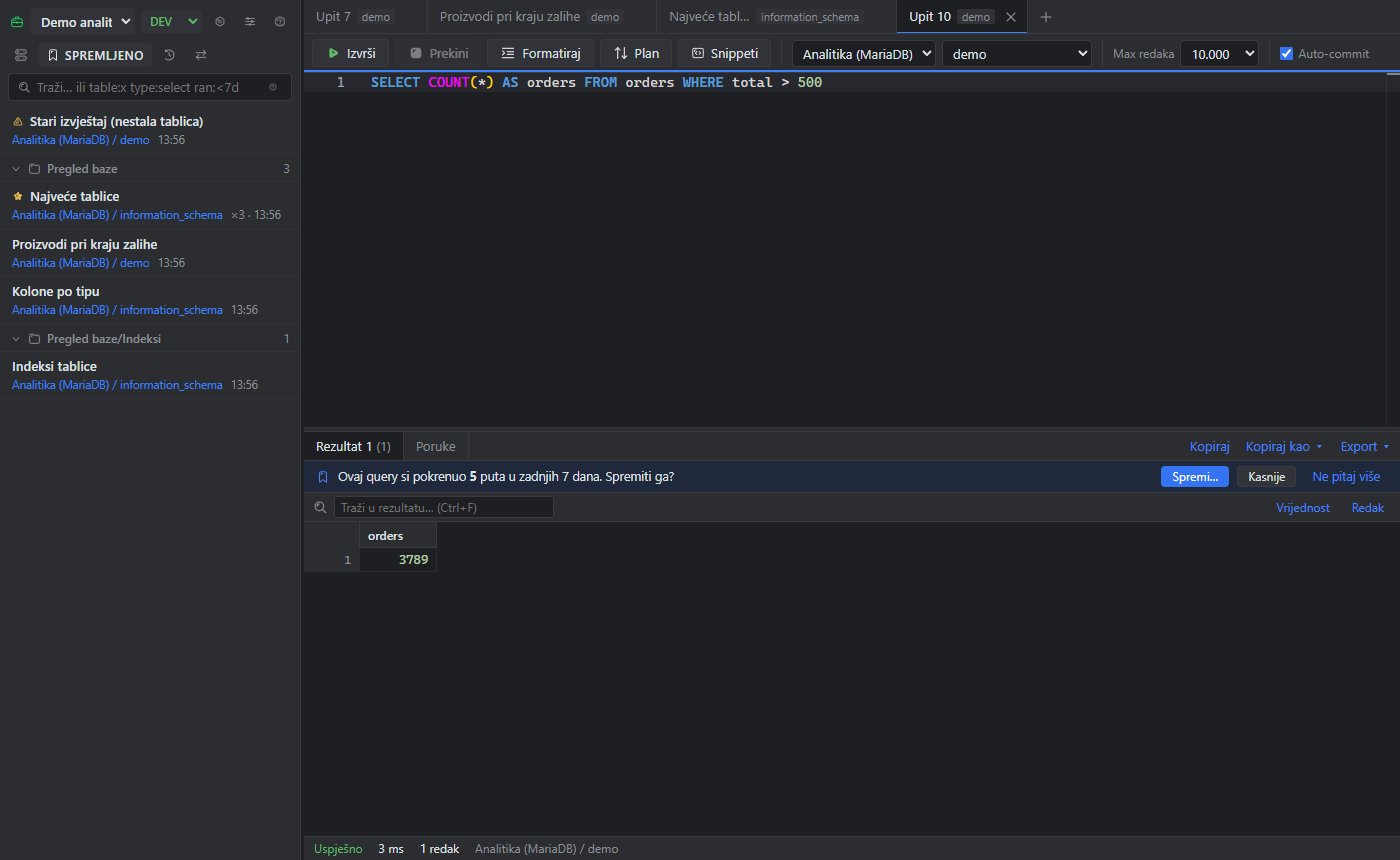 Demo analit DEV
SPREMLJENO
Traži... ili table:x type:select ran:<7d
Stari izvještaj (nestala tablica)
Analitika (MariaDB) / demo 13:56
Pregled baze 3
Najveće tablice
Analitika (MariaDB) / information_schema ×3 · 13:56
Proizvodi pri kraju zalihe
Analitika (MariaDB) / demo 13:56
Kolone po tipu
Analitika (MariaDB) / information_schema 13:56
Pregled baze/Indeksi 1
Indeksi tablice
Analitika (MariaDB) / information_schema 13:56
Upit 7 demo Proizvodi pri kraju zalihe demo Najveće tabl... information_schema Upit 10 demo
Izvrši Prekini Formatiraj Plan Snippeti Analitika (MariaDB) demo Max redaka 10.000 Auto-commit
1 SELECT COUNT(*) AS orders FROM orders WHERE total > 500
Rezultat 1 (1) Poruke Kopiraj Kopiraj kao Export
Ovaj query si pokrenuo 5 puta u zadnjih 7 dana. Spremiti ga? Spremi... Kasnije Ne pitaj više
Traži u rezultatu... (Ctrl+F) Vrijednost Redak
orders
1 3789
Uspješno 3 ms 1 redak Analitika (MariaDB) / demo